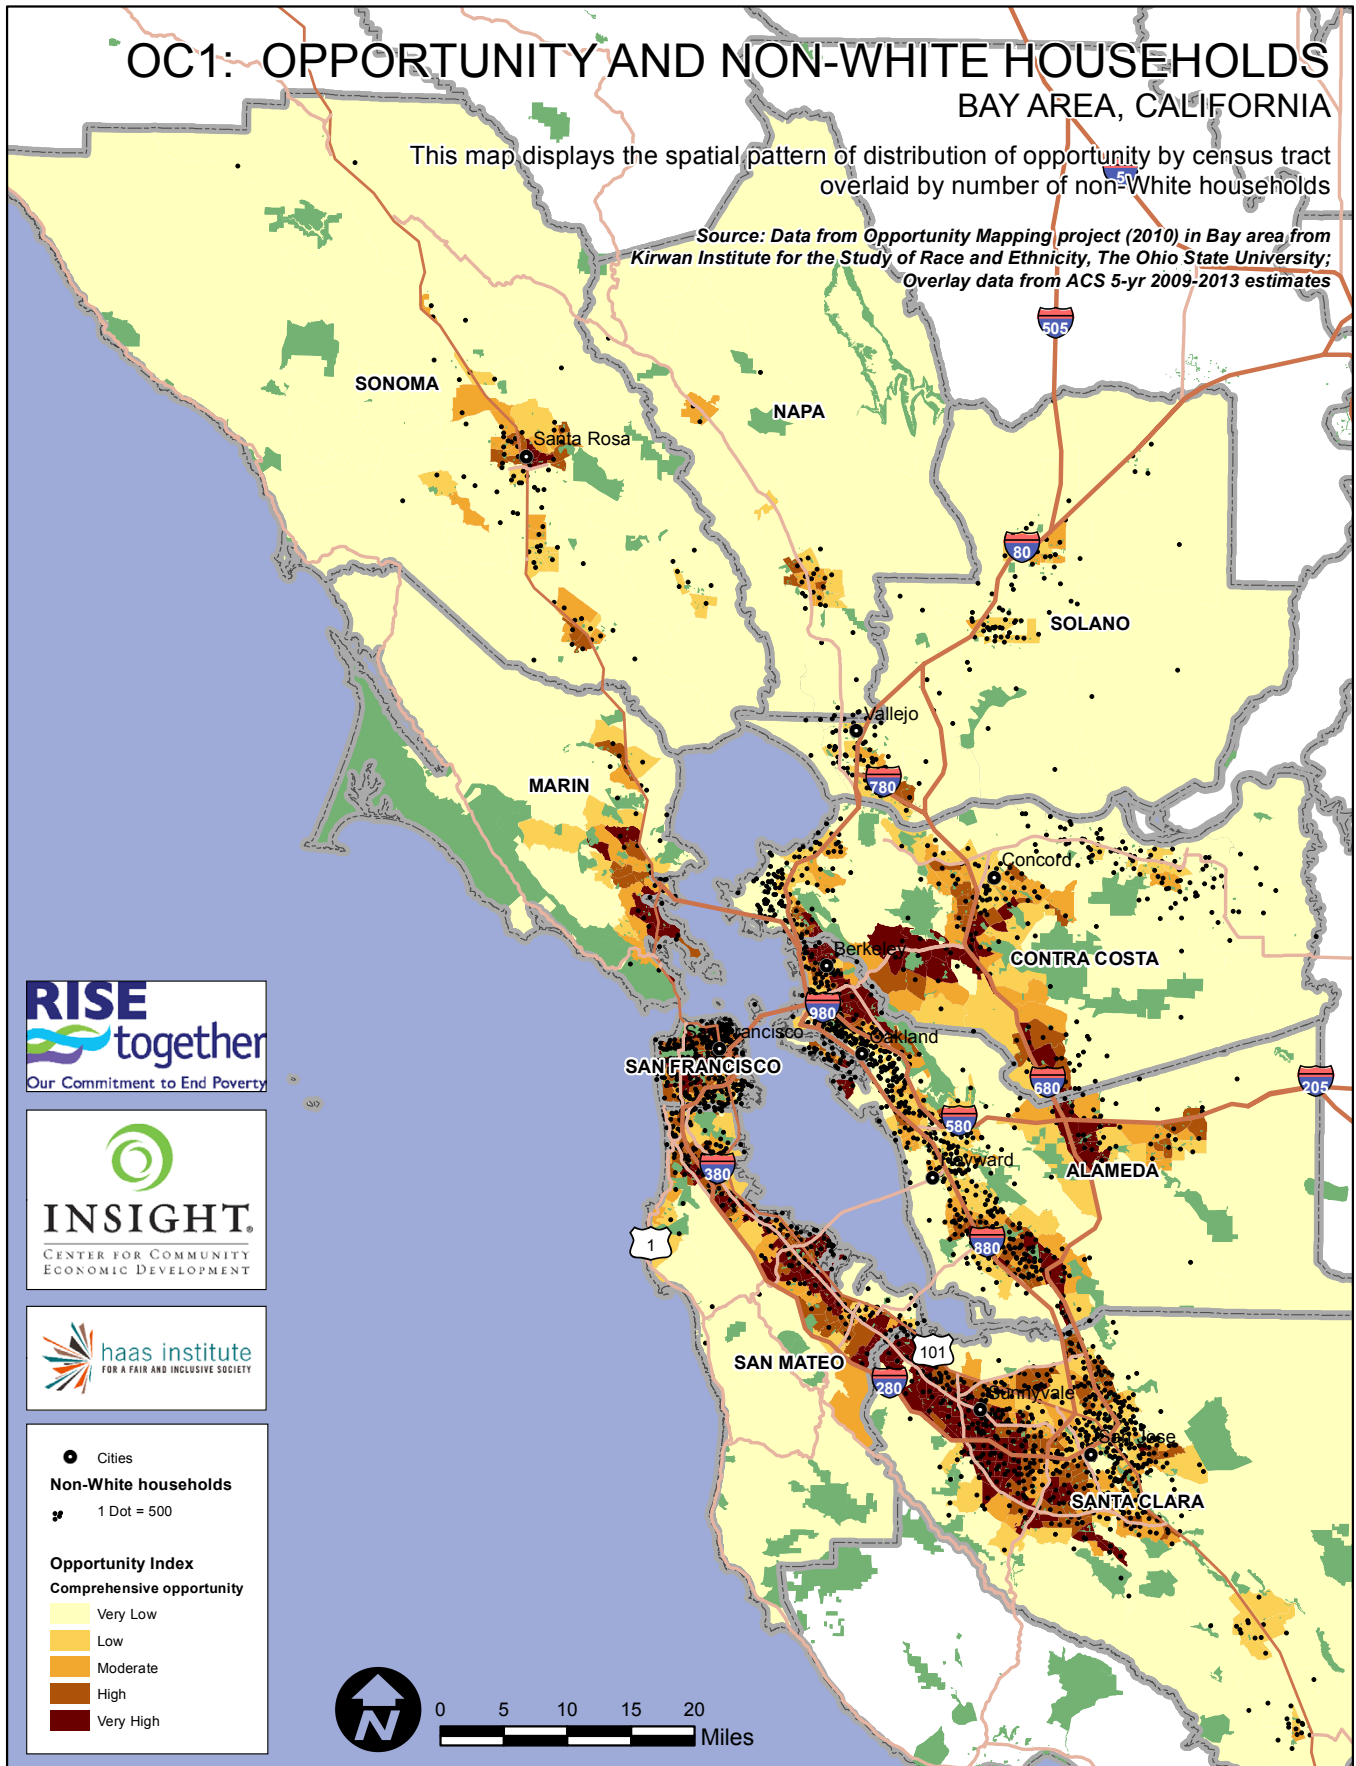 OC1: OPPORTUNITY AND NON-WHITE HOUSEHOLDS
BAY AREA, CALIFORNIA
This map displays the spatial pattern of distribution of opportunity by census tract
overlaid by number of non-White households
5
Source: Data from Opportunity Mapping project (2010) in Bay area from
Kirwan Institute for the Study of Race and Ethnicity, The Ohio State University;
Overlay data from ACS 5-yr 2009-2013 estimates
505
SONOMA
NAPA
Santa Rosa
80
SOLANO
Vallejo
780
MARIN
Concord
Berkeley
CONTRA COSTA
980
San Francisco
Oakland
SAN FRANCISCO
680
205
580
380
Hayward
ALAMEDA
1
880
101
SAN MATEO
280
Sunnyvale
San Jose
SANTA CLARA
RISE
together
Our Commitment to End Poverty
INSIGHT®
CENTER FOR COMMUNITY
ECONOMIC DEVELOPMENT
haas institute
FOR A FAIR AND INCLUSIVE SOCIETY
Cities
Non-White households
1 Dot = 500
Opportunity Index
Comprehensive opportunity
Very Low
Low
Moderate
High
Very High
N
0 5 10 15 20
Miles